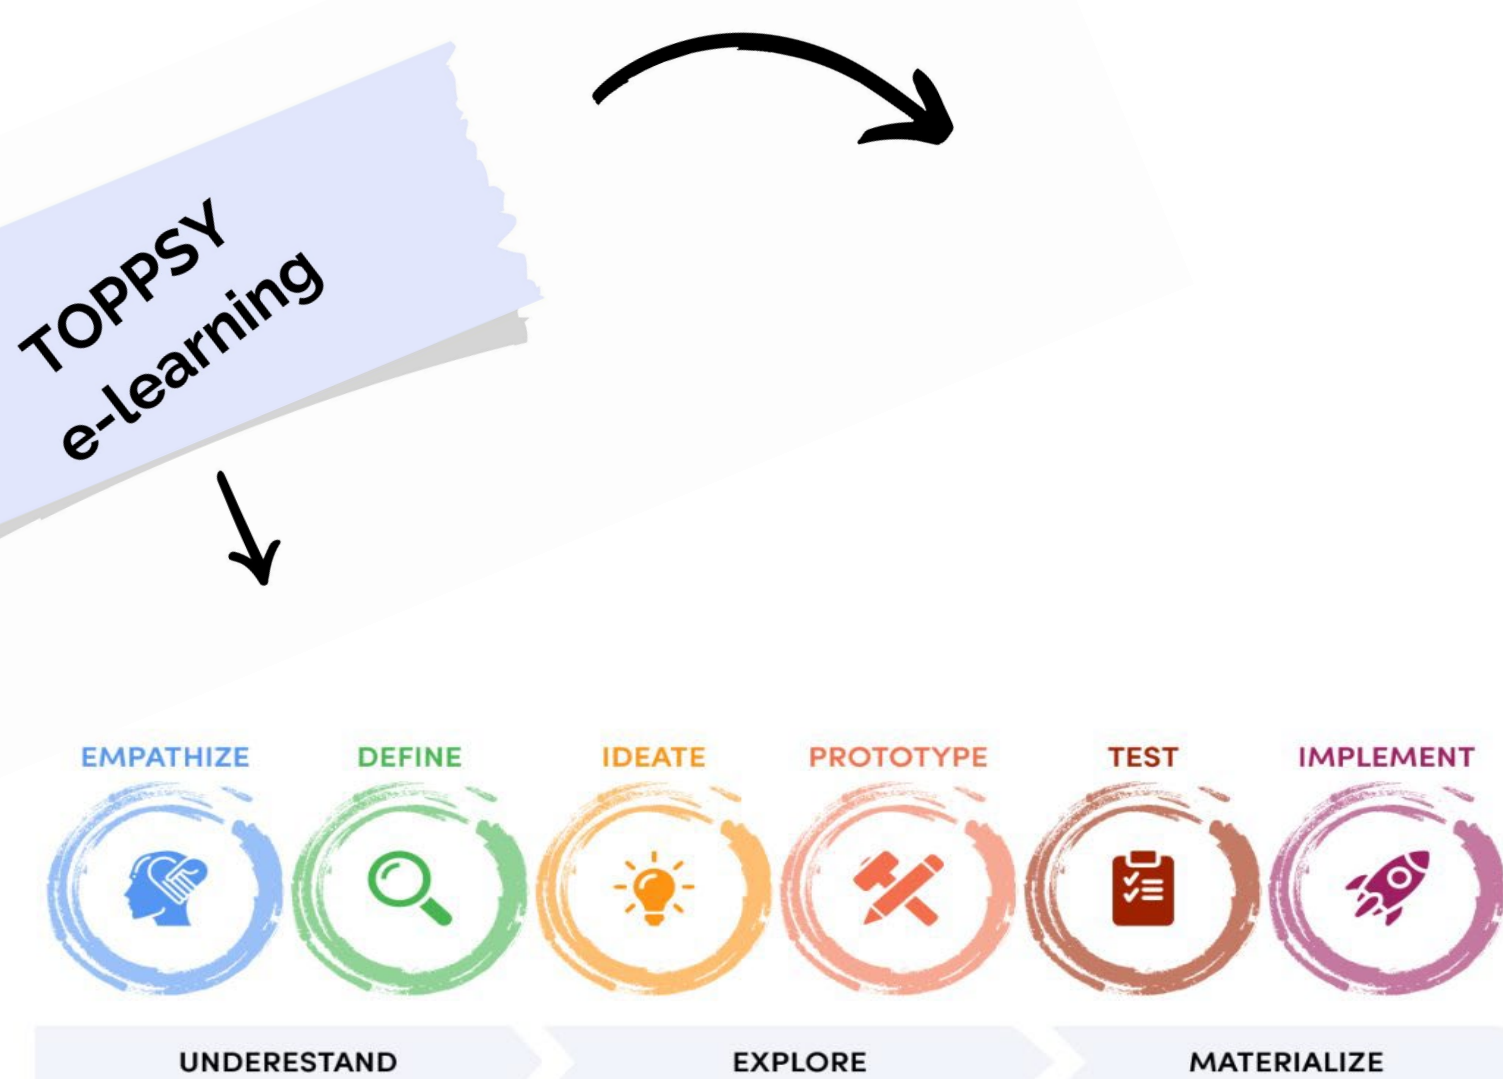 TOPPSY
e-learning
EMPATHIZE DEFINE IDEATE PROTOTYPE TEST IMPLEMENT
UNDERESTAND EXPLORE MATERIALIZE